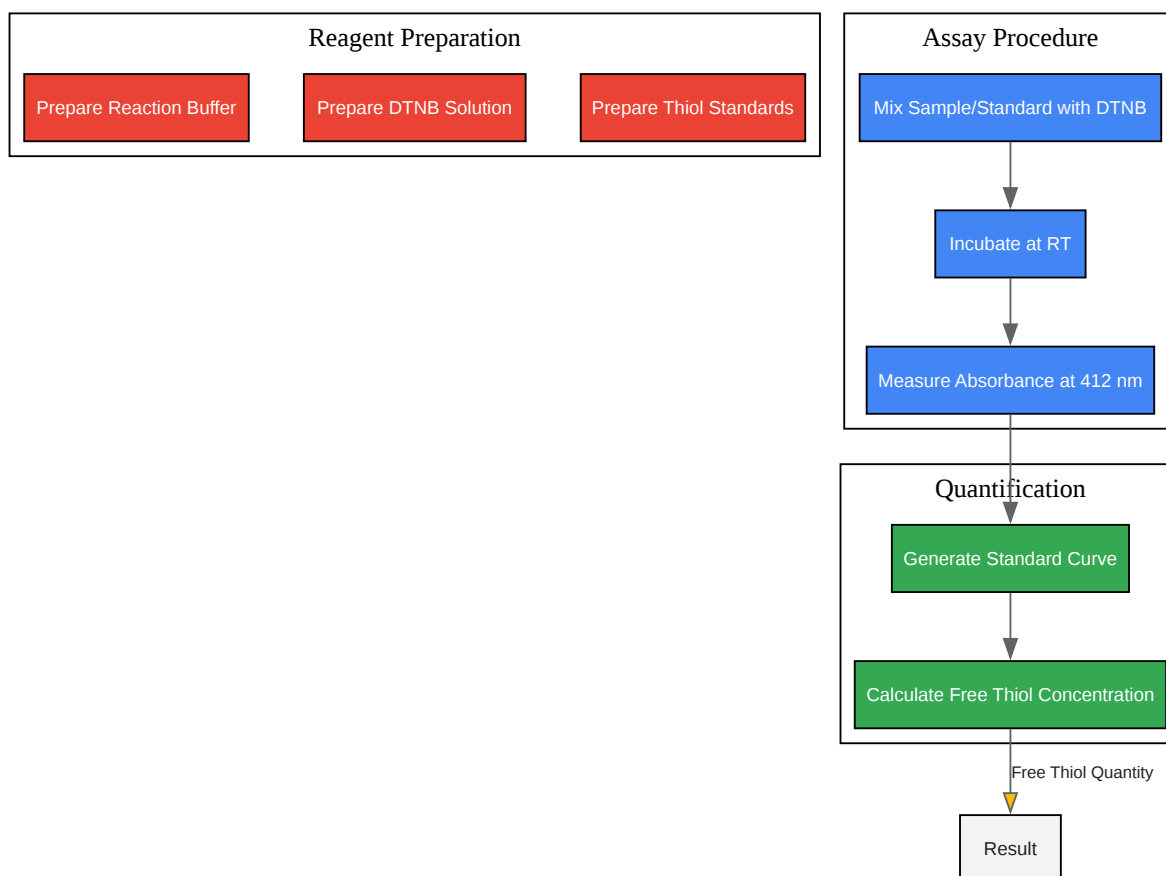 Reagent Preparation
Prepare Reaction Buffer
Prepare DTNB Solution
Prepare Thiol Standards
Assay Procedure
Mix Sample/Standard with DTNB
Incubate at RT
Measure Absorbance at 412 nm
Quantification
Generate Standard Curve
Calculate Free Thiol Concentration
Free Thiol Quantity
Result